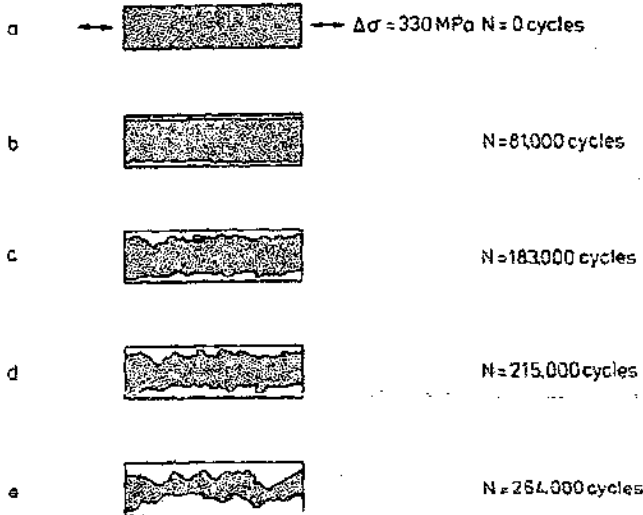 a Δσ = 330 MPa N = 0 cycles
b N = 81,000 cycles
c N = 183,000 cycles
d N = 215,000 cycles
e N = 264,000 cycles